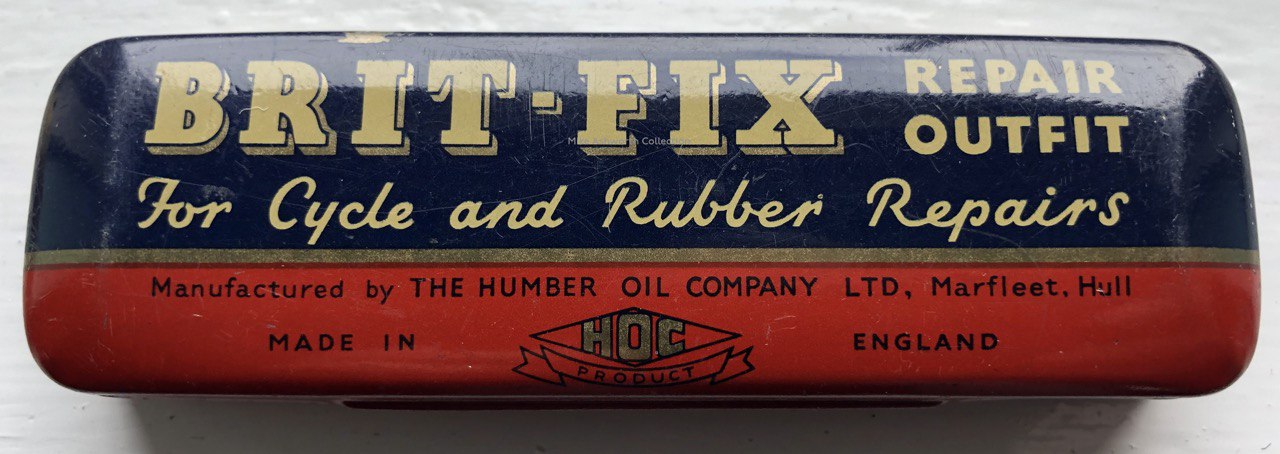 BRIT-FIX REPAIR OUTFIT
For Cycle and Rubber Repairs
Manufactured by THE HUMBER OIL COMPANY LTD, Marfleet, Hull
MADE IN HOC ENGLAND
PRODUCT